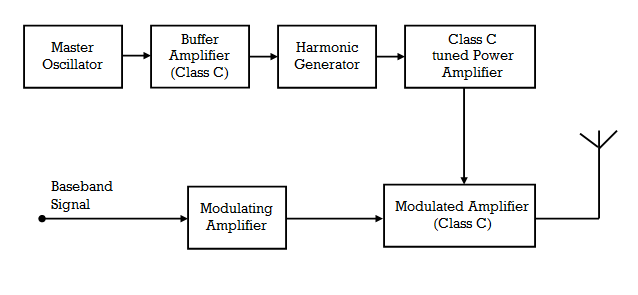 Master
Oscillator
Buffer
Amplifier
(Class C)
Harmonic
Generator
Class C
tuned Power
Amplifier
Baseband
Signal
Modulating
Amplifier
Modulated Amplifier
(Class C)